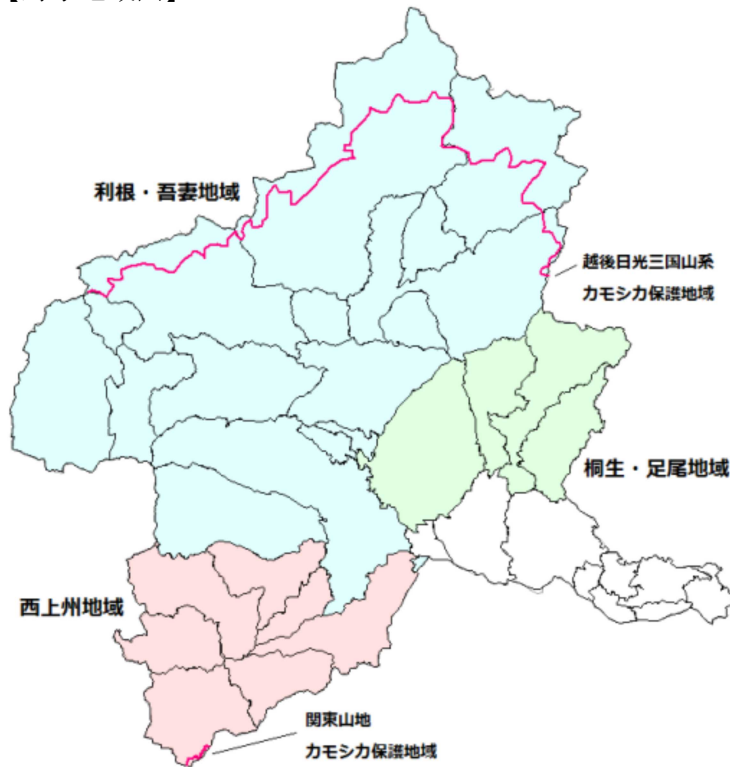 利根・吾妻地域
越後日光三国山系
カモシカ保護地域
桐生・足尾地域
西上州地域
関東山地
カモシカ保護地域